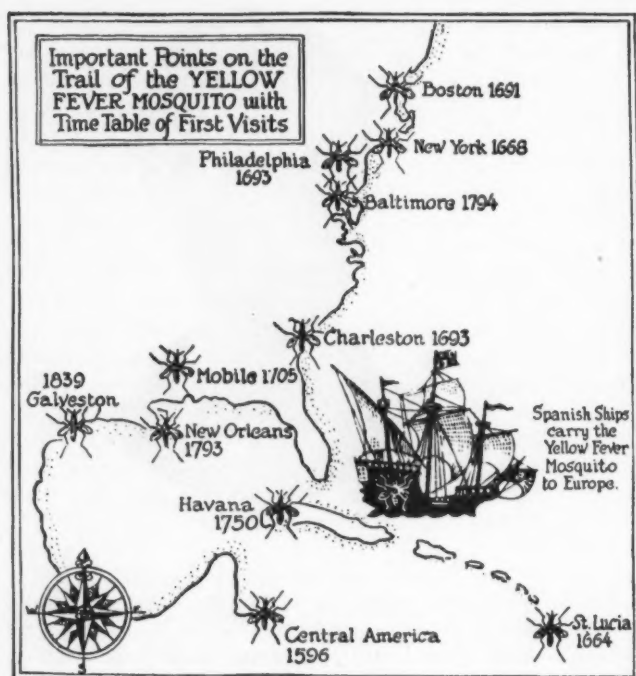 Important Points on the
Trail of the YELLOW
FEVER MOSQUITO with
Time Table of First Visits
Boston 1691
New York 1668
Philadelphia
1693
Baltimore 1794
Charleston 1693
Mobile 1705
1839
Galveston
New Orleans
1793
Spanish Ships
carry the
Yellow Fever
Mosquito
to Europe.
Havana
1750
Central America
1596
St. Lucia
1664
S